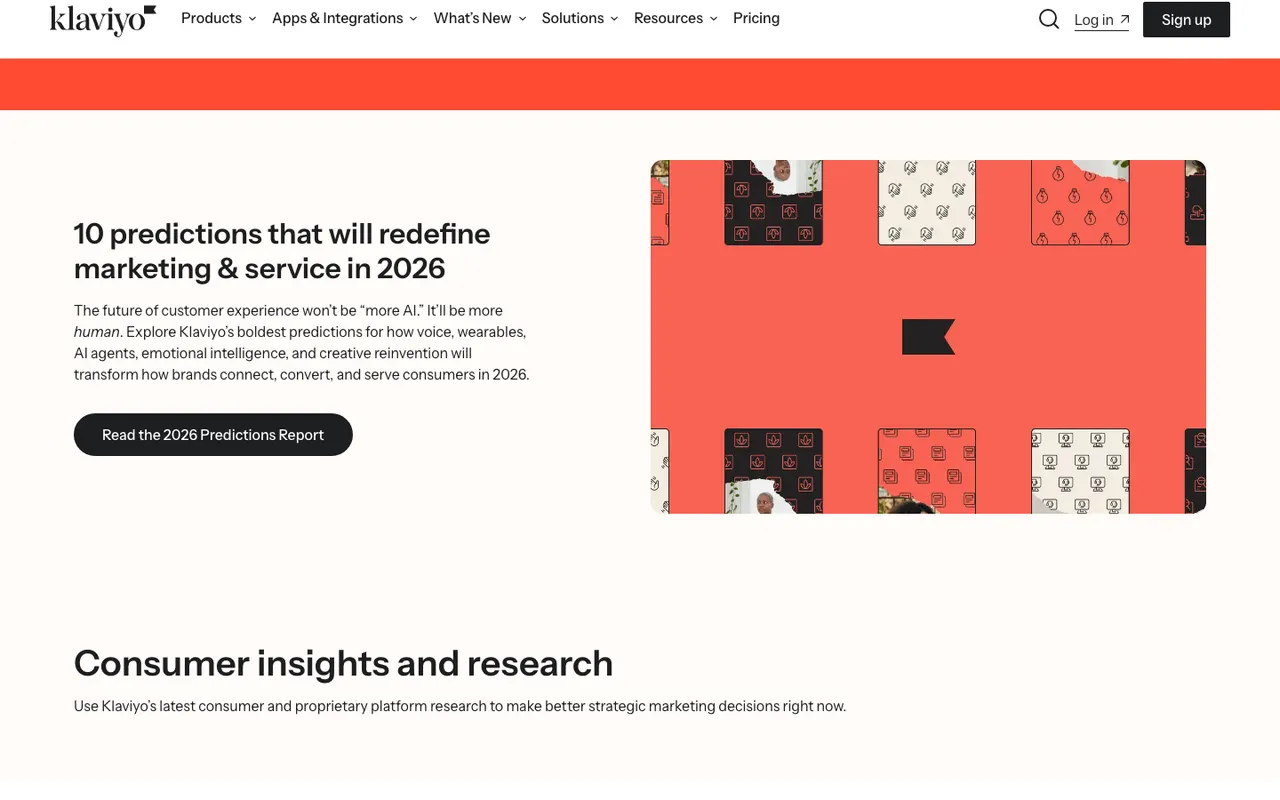 klaviyo
Products
Apps & Integrations
What's New
Solutions
Resources
Pricing
Log in
Sign up
10 predictions that will redefine
marketing & service in 2026
The future of customer experience won't be “more AI.” It'll be more
human. Explore Klaviyo's boldest predictions for how voice, wearables,
AI agents, emotional intelligence, and creative reinvention will
transform how brands connect, convert, and serve consumers in 2026.
Read the 2026 Predictions Report
Consumer insights and research
Use Klaviyo's latest consumer and proprietary platform research to make better strategic marketing decisions right now.